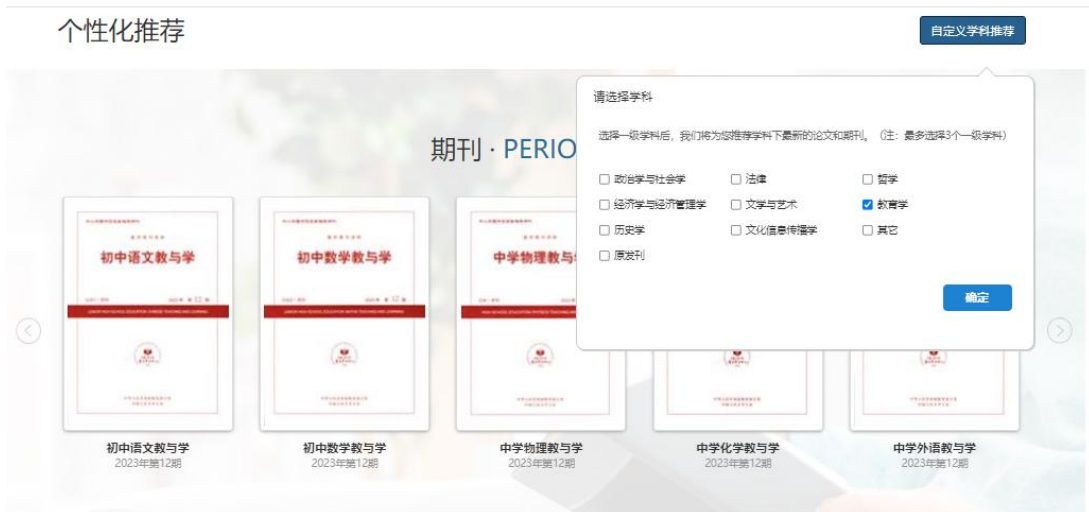 个性化推荐
自定义学科推荐
请选择学科
选择一级学科后，我们将为您推荐学科下最新的论文和期刊。（注：最多选择3个一级学科）
期刊 · PERIO
政治学与社会学 法律 哲学
经济学与经济管理学 文学与艺术 教育学
历史学 文化信息传播学 其它
原发刊
确定
初中语文教与学 初中数学教与学 中学物理教与
初中语文教与学 初中数学教与学 中学物理教与学 中学化学教与学 中学外语教与学
2023年第12期 2023年第12期 2023年第12期 2023年第12期 2023年第12期